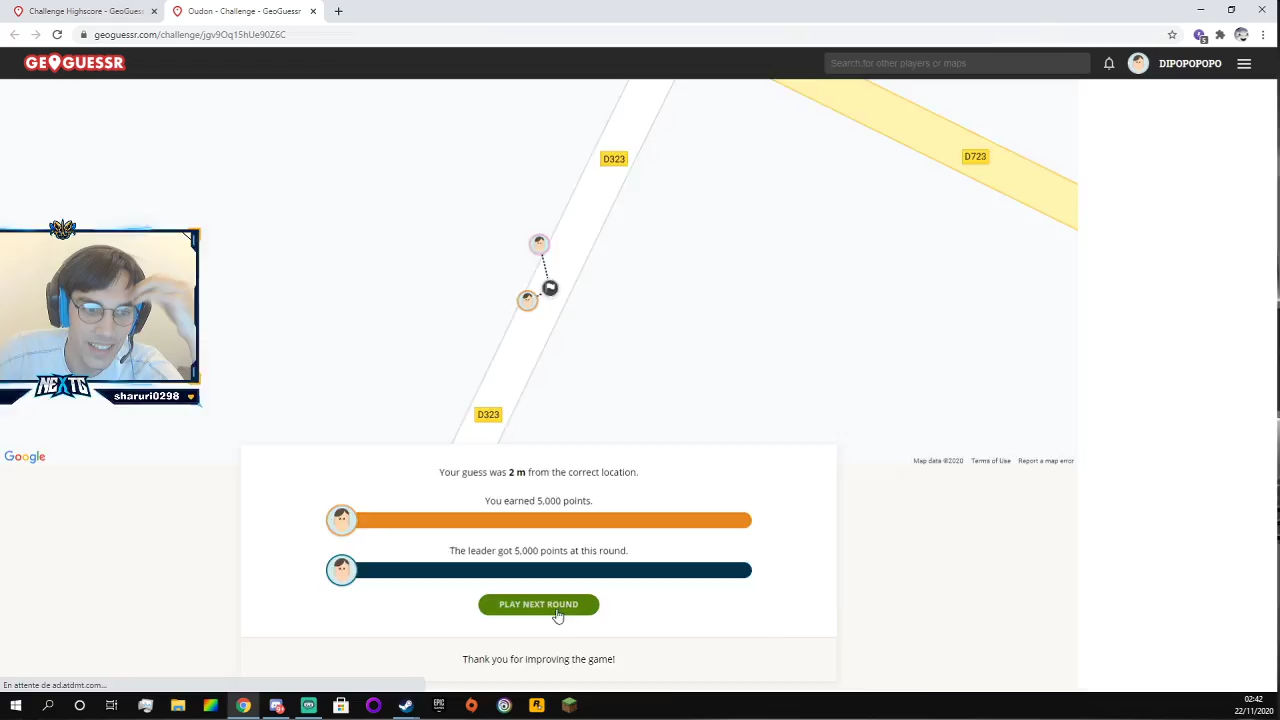 Challenge Highscore - GeoGuess
Oudon - Challenge - GeoGuessr
geoguessr.com/challenge/jgv9Oq15hUe90Z6C
GEOGUESSR
Search for other players or maps
DIPOPOPOPO
D323
D723
NEXTG
sharuri0298
D323
Google
Map data ©2020 Terms of Use Report a map error
Your guess was 2 m from the correct location.
You earned 5,000 points.
The leader got 5,000 points at this round.
PLAY NEXT ROUND
Thank you for improving the game!
En attente de ad.atdmt.com...
EPIC
R
02:42
22/11/2020